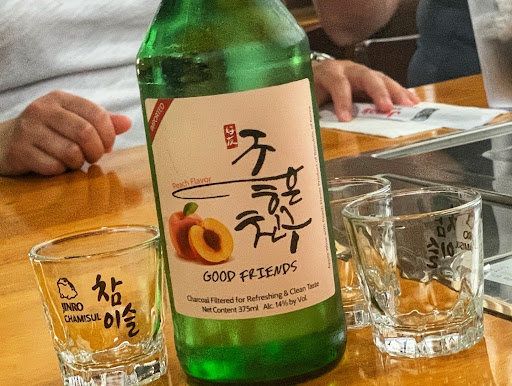 IMPORTED
좋은
친구
Peach Flavor
GOOD FRIENDS
Charcoal Filtered for Refreshing & Clean Taste
Net Content 375ml Alc. 14% by Vol.
JINRO
CHAMISUL
참
이슬